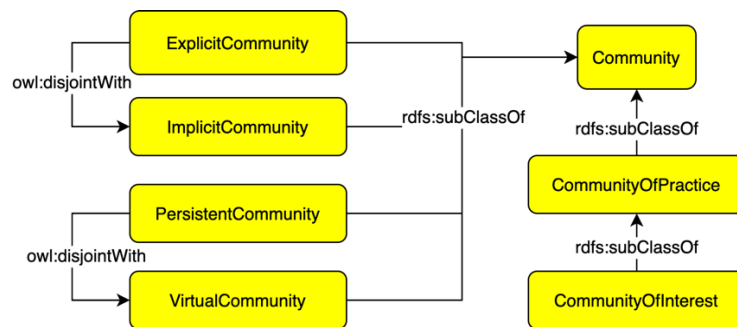 ExplicitCommunity
Community
owl:disjointWith
ImplicitCommunity
rdfs:subClassOf
rdfs:subClassOf
PersistentCommunity
CommunityOfPractice
owl:disjointWith
rdfs:subClassOf
VirtualCommunity
CommunityOfInterest